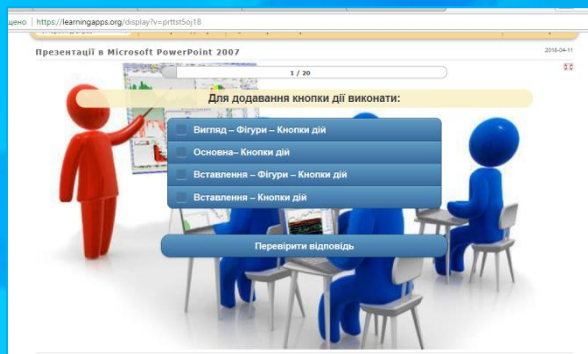 щено | https://learningapps.org/display?v=prttst5oj18
Презентації в Microsoft PowerPoint 2007
2016-04-11
1 / 20
Для додавання кнопки дії виконати:
Вигляд – Фігури – Кнопки дій
Основна– Кнопки дій
Вставлення – Фігури – Кнопки дій
Вставлення – Кнопки дій
Перевірити відповідь